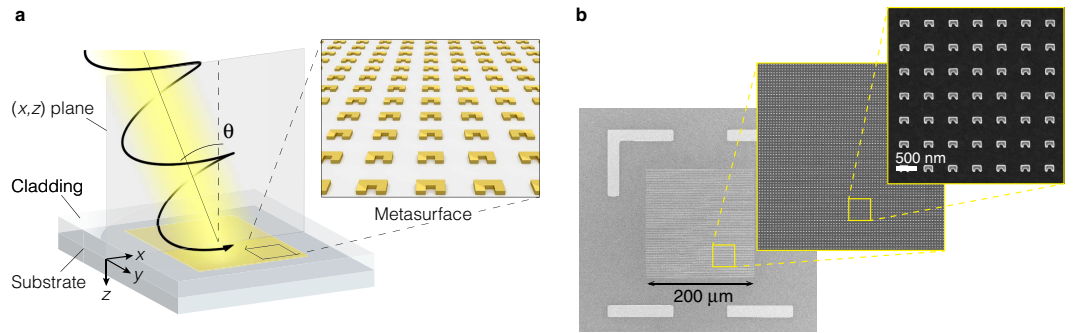 a
(x,z) plane
θ
Cladding
Substrate
x
y
z
Metasurface
b
500 nm
200 μm